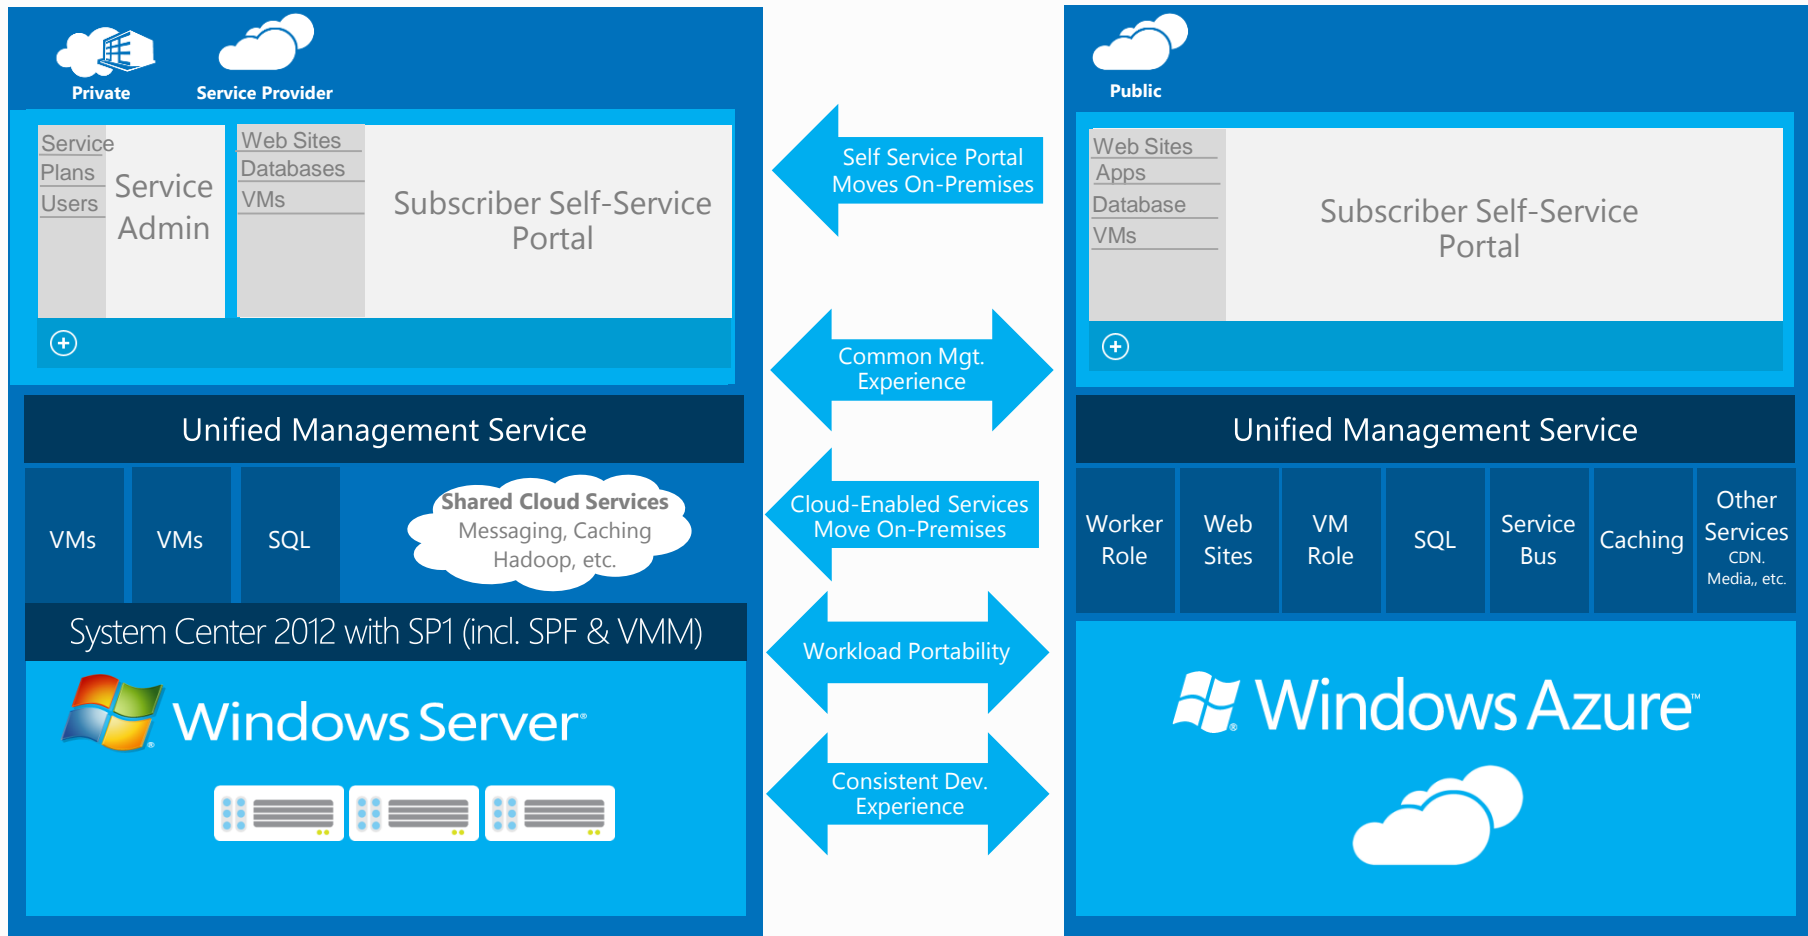 Private
Service Provider
Service
Plans
Users
Service
Admin
Web Sites
Databases
VMs
Subscriber Self-Service
Portal
Unified Management Service
VMs
VMs
SQL
Shared Cloud Services
Messaging, Caching
Hadoop, etc.
System Center 2012 with SP1 (incl. SPF & VMM)
Windows Server
Self Service Portal
Moves On-Premises
Common Mgt.
Experience
Cloud-Enabled Services
Move On-Premises
Workload Portability
Consistent Dev.
Experience
Public
Web Sites
Apps
Database
VMs
Subscriber Self-Service
Portal
Unified Management Service
Worker
Role
Web
Sites
VM
Role
SQL
Service
Bus
Caching
Other
Services
CDN.
Media,, etc.
Windows Azure™